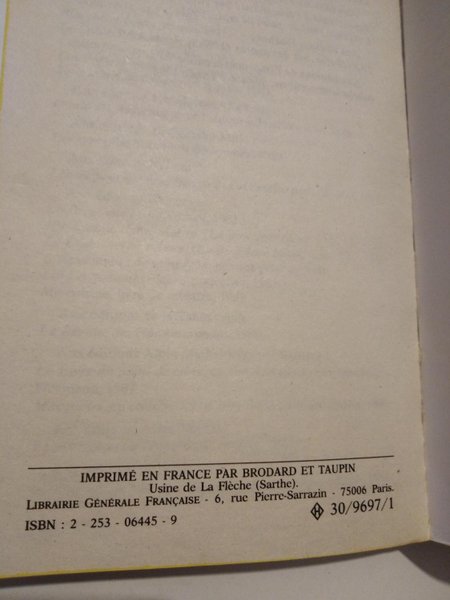 IMPRIMÉ EN FRANCE PAR BRODARD ET TAUPIN
Usine de La Flèche (Sarthe).
LIBRAIRIE GÉNÉRALE FRANÇAISE - 6, rue Pierre-Sarrazin - 75006 Paris.
ISBN : 2 - 253 - 06445 - 9
H 30/9697/1